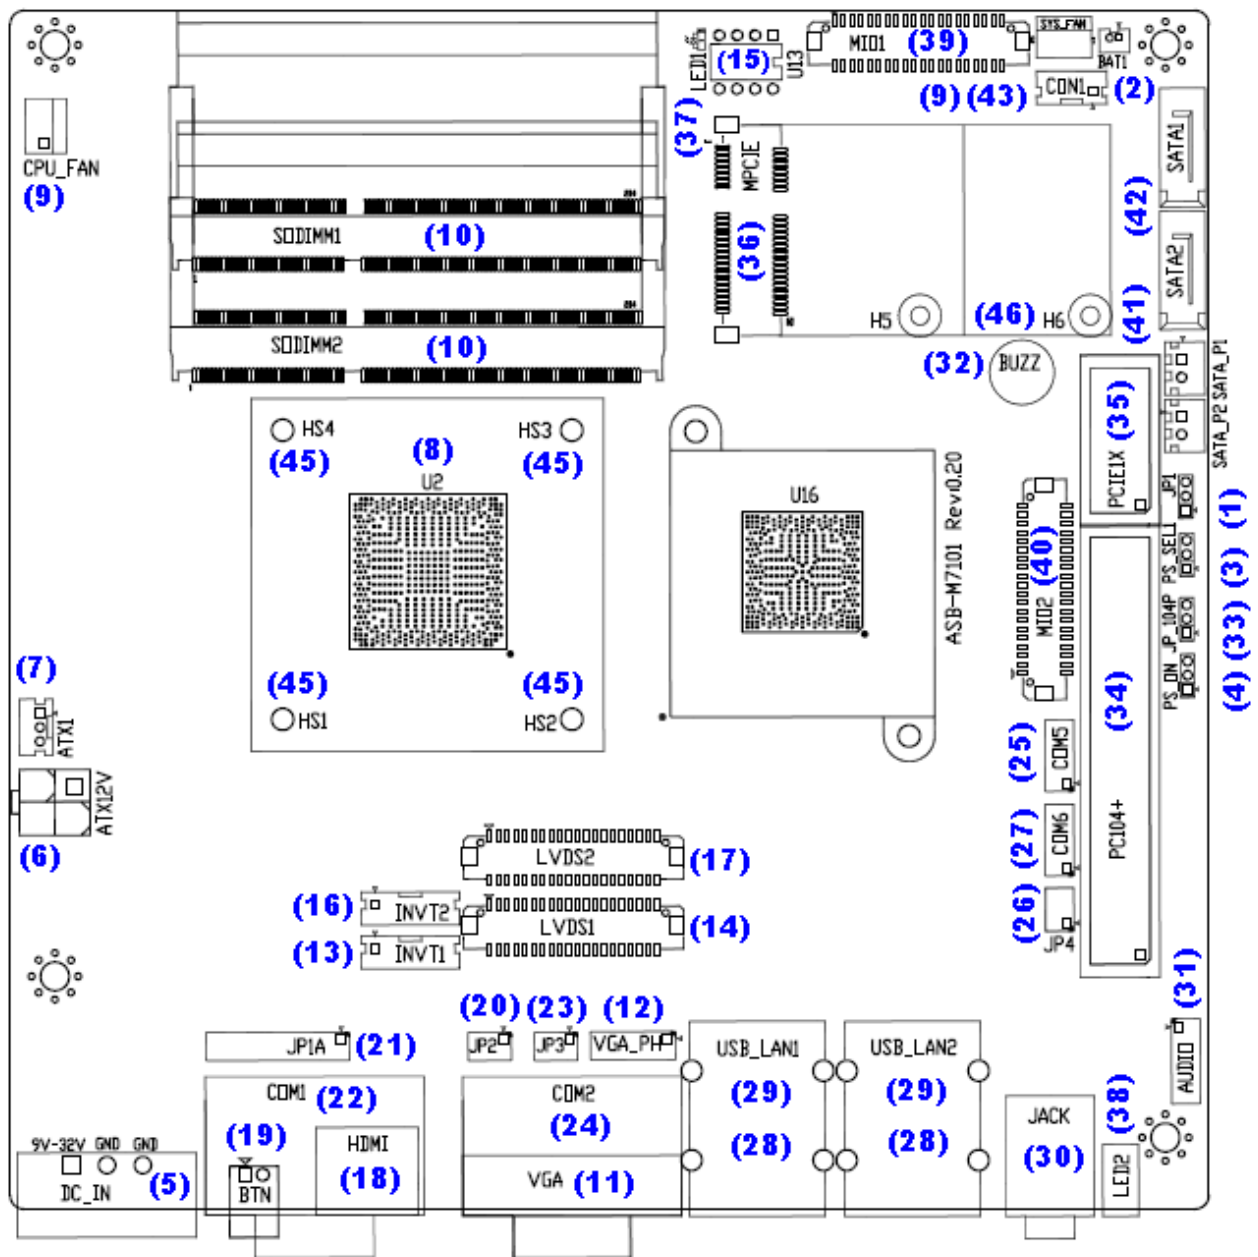 LED1
(15)
U13
MIO1
(39)
SYS_FAN
BAT1
(9) (43)
CON1
(2)
CPU_FAN
(9)
(37)
MPCIE
(36)
SATA1
(42)
SODIMM1
(10)
SATA2
(41)
H5
(46)
H6
SODIMM2
(10)
(32)
BUZZ
SATA_P1
SATA_P2
(35)
PCIE1X
JP1
(1)
HS4
(45)
HS3
(45)
(8)
U2
U16
ASB-M7101 Rev:0.20
MIO2
(40)
PS_SEL1
(3)
JP_104P
(33)
PS_ON
(4)
(34)
PC104+
(7)
ATX1
(45)
HS1
(45)
HS2
(25)
COM5
ATX12V
(6)
(27)
COM6
LVDS2
(17)
(16)
INVT2
LVDS1
(14)
(13)
INVT1
(26)
JP4
(31)
AUDIO
JP1A
(21)
(20)
JP2
(23)
JP3
(12)
VGA_PH
USB_LAN1
(29)
(28)
USB_LAN2
(29)
(28)
COM1
(22)
COM2
(24)
JACK
(30)
(38)
LED2
9V-32V GND GND
DC_IN
(5)
(19)
BTN
HDMI
(18)
VGA
(11)